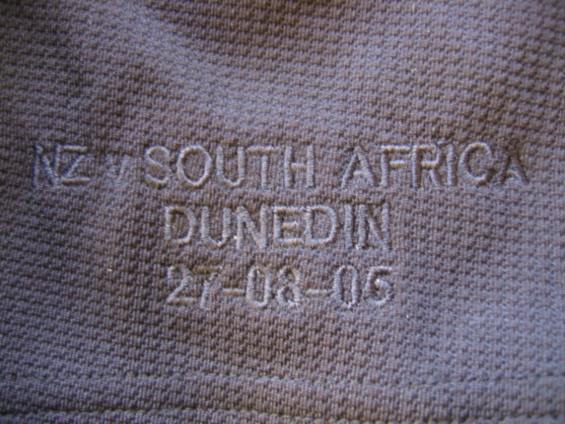 NZ v SOUTH AFRICA
DUNEDIN
27-08-05